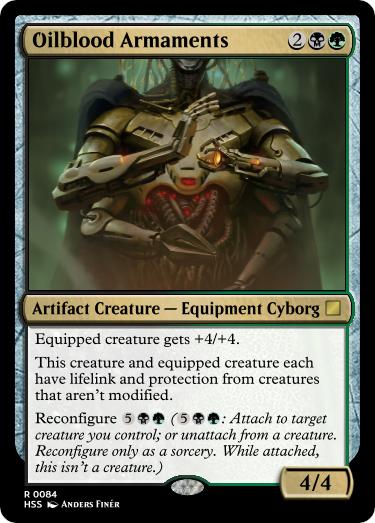 Oilblood Armaments 2
Artifact Creature — Equipment Cyborg
Equipped creature gets +4/+4.
This creature and equipped creature each
have lifelink and protection from creatures
that aren't modified.
Reconfigure 5 (5: Attach to target
creature you control; or unattach from a creature.
Reconfigure only as a sorcery. While attached,
this isn't a creature.)
4/4
R 0084
HSS Anders Finér